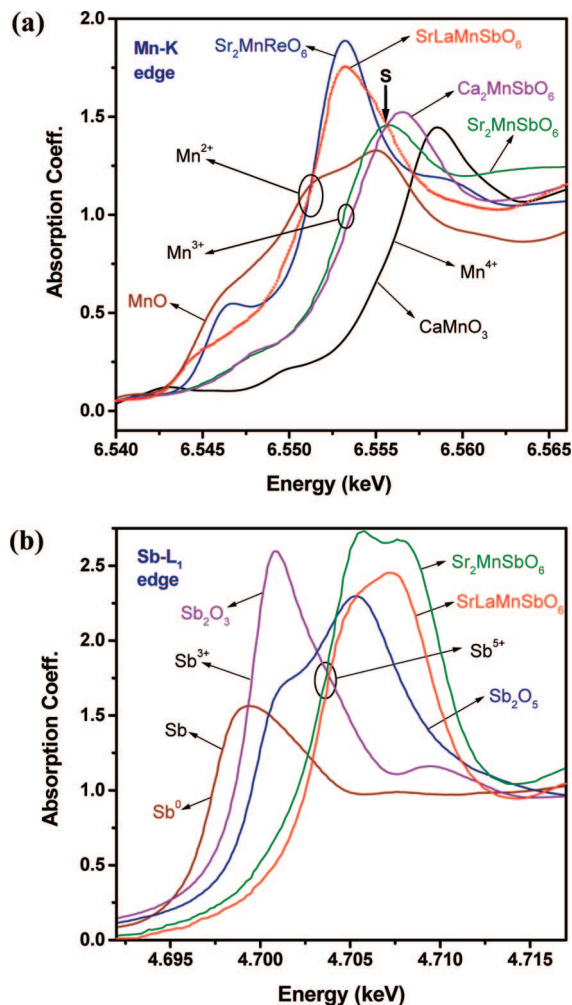 (a)
Mn-K
edge
Sr₂MnReO₆
SrLaMnSbO₆
S
Ca₂MnSbO₆
Sr₂MnSbO₆
Mn²⁺
Mn³⁺
Mn⁴⁺
MnO
CaMnO₃
Absorption Coeff.
2.0
1.5
1.0
0.5
0.0
6.540 6.545 6.550 6.555 6.560 6.565
Energy (keV)
(b)
Sb-L₁
edge
Sr₂MnSbO₆
SrLaMnSbO₆
Sb₂O₃
Sb³⁺
Sb⁵⁺
Sb₂O₅
Sb
Sb⁰
Absorption Coeff.
2.5
2.0
1.5
1.0
0.5
0.0
4.695 4.700 4.705 4.710 4.715
Energy (keV)